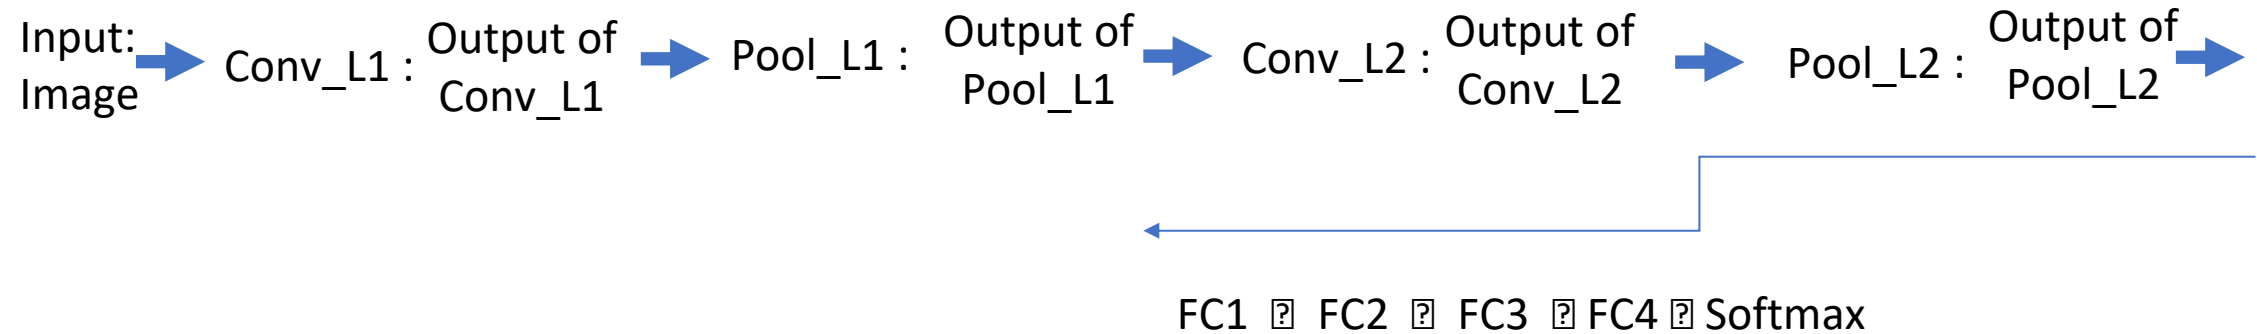 Input:
Image
Conv_L1 :
Output of
Conv_L1
Pool_L1 :
Output of
Pool_L1
Conv_L2 :
Output of
Conv_L2
Pool_L2 :
Output of
Pool_L2
FC1 ⍰ FC2 ⍰ FC3 ⍰ FC4 ⍰ Softmax